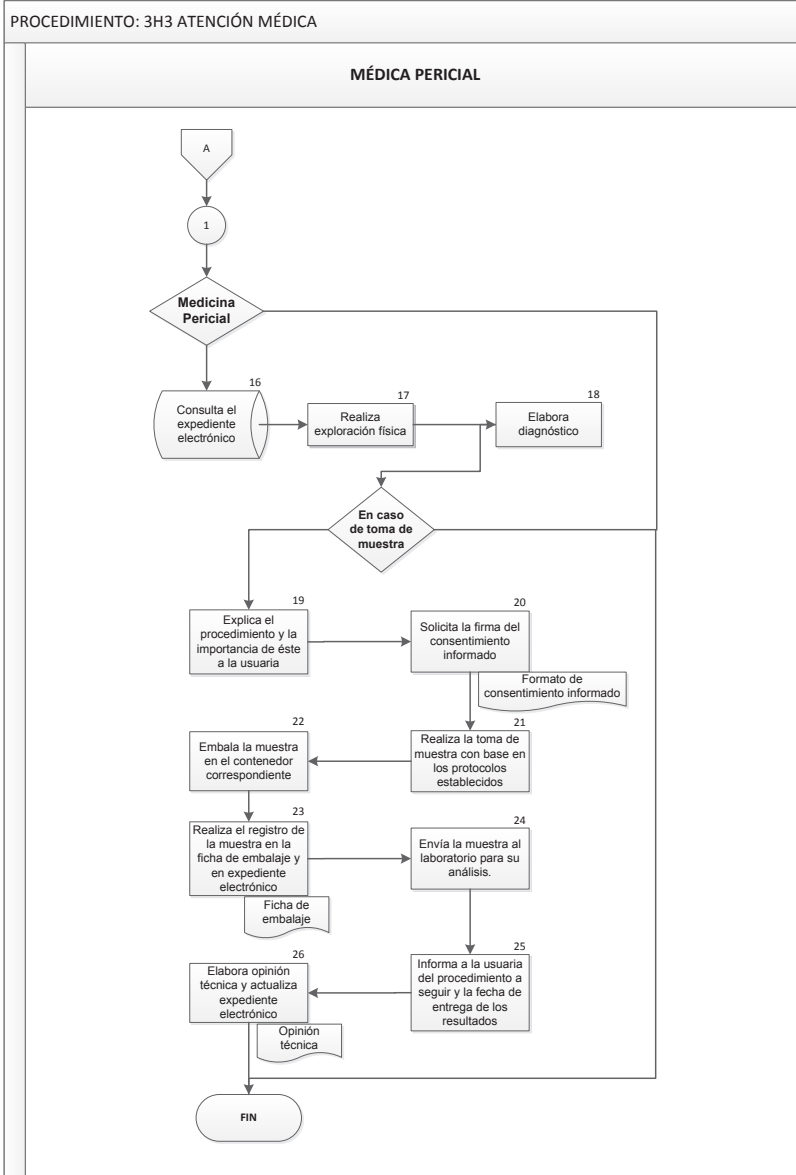 PROCEDIMIENTO: 3H3 ATENCIÓN MÉDICA
MÉDICA PERICIAL
A
1
Medicina
Pericial
16
Consulta el
expediente
electrónico
17
Realiza
exploración física
18
Elabora
diagnóstico
En caso
de toma de
muestra
19
Explica el
procedimiento y la
importancia de éste
a la usuaria
20
Solicita la firma del
consentimiento
informado
Formato de
consentimiento informado
21
Realiza la toma de
muestra con base en
los protocolos
establecidos
22
Embala la muestra
en el contenedor
correspondiente
23
Realiza el registro de
la muestra en la
ficha de embalaje y
en expediente
electrónico
Ficha de
embalaje
24
Envía la muestra al
laboratorio para su
análisis.
25
Informa a la usuaria
del procedimiento a
seguir y la fecha de
entrega de los
resultados
26
Elabora opinión
técnica y actualiza
expediente
electrónico
Opinión
técnica
FIN